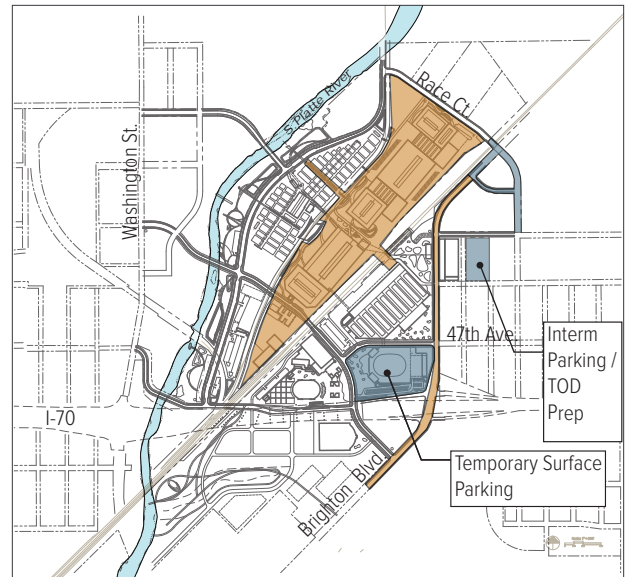 Race Ct.
S Platte River
Washington St.
47th Ave.
Interm
Parking /
TOD
Prep
I-70
Temporary Surface
Parking
Brighton Blvd